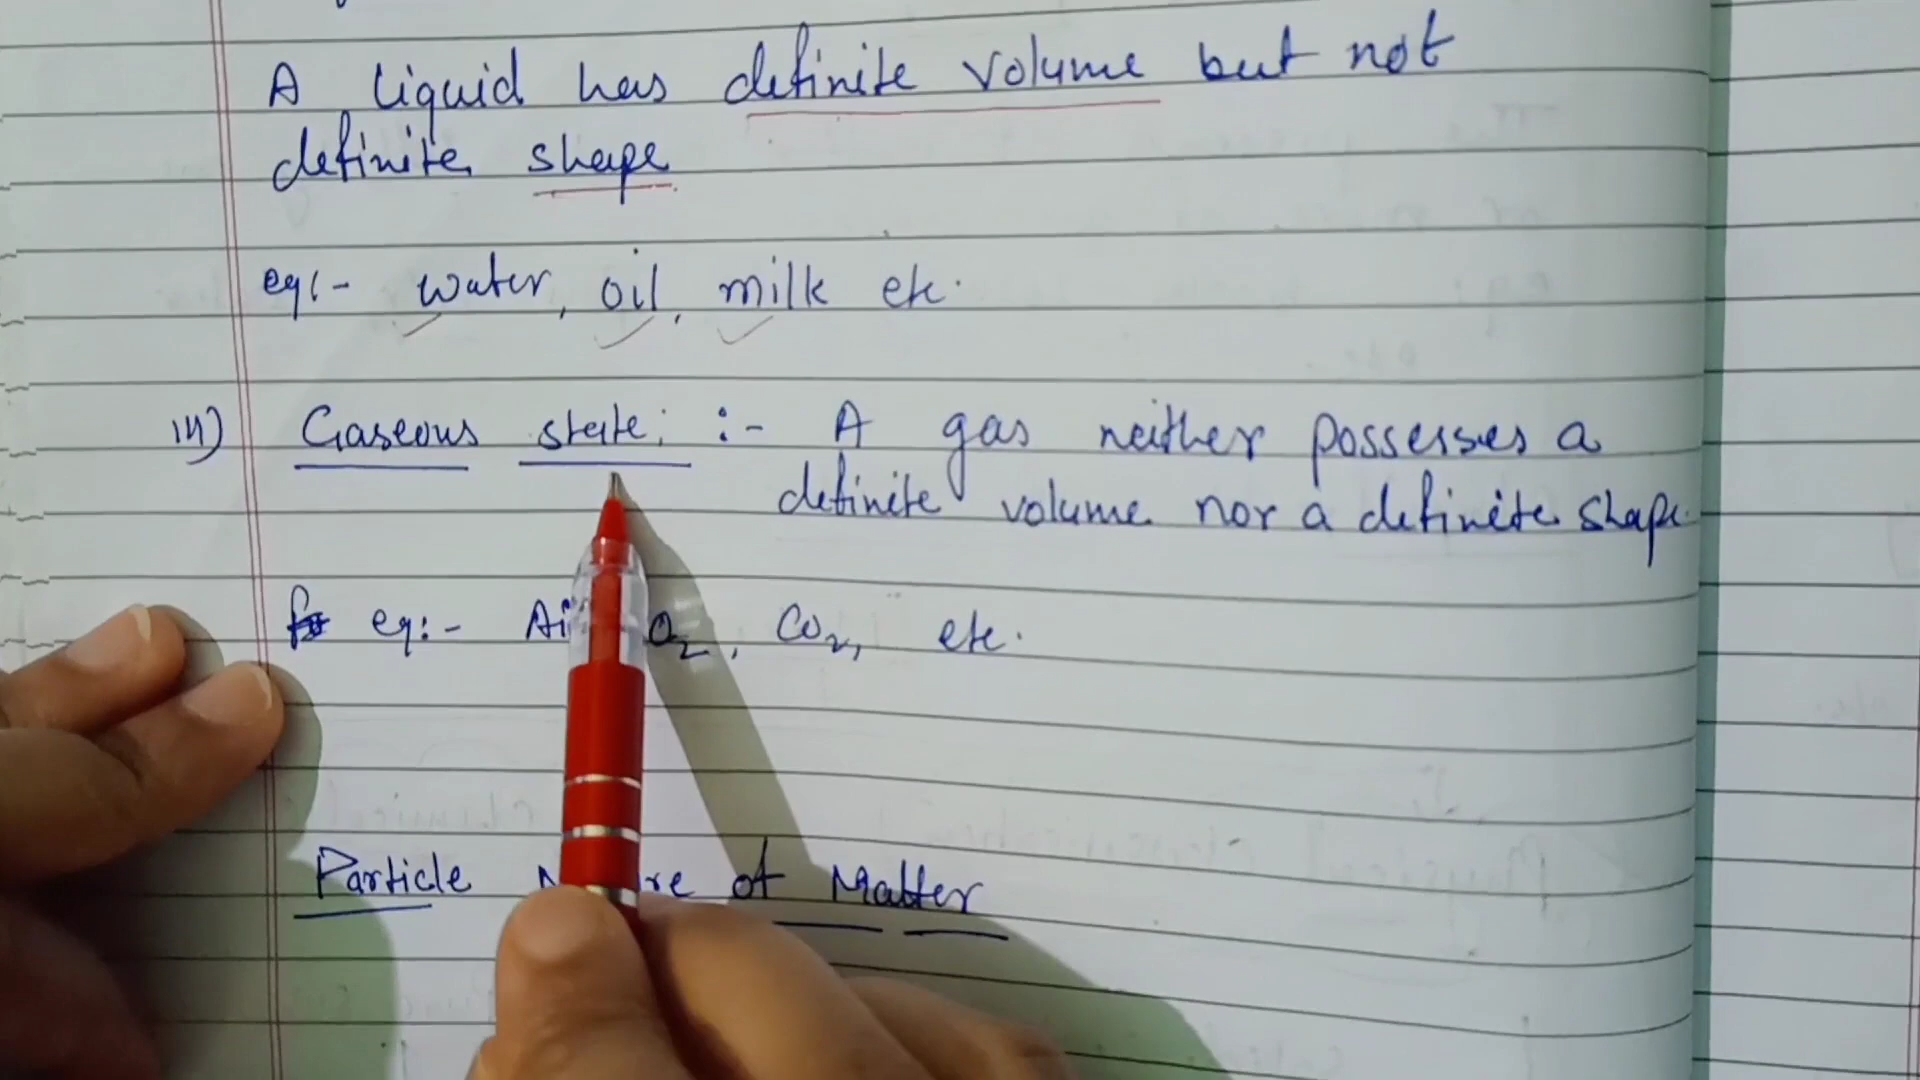 A liquid has definite volume but not
definite shape
eg:- water, oil, milk etc.
iii) Gaseous state: :- A gas neither possesses a
definite volume nor a definite shape.
eg:- Air O2, CO2, etc.
Particle of Matter